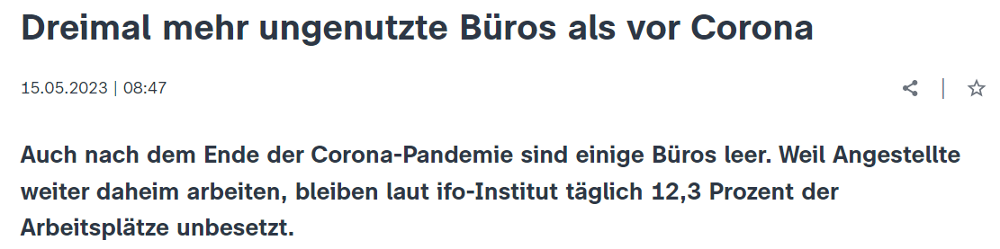 Dreimal mehr ungenutzte Büros als vor Corona
15.05.2023 | 08:47
Auch nach dem Ende der Corona-Pandemie sind einige Büros leer. Weil Angestellte
weiter daheim arbeiten, bleiben laut ifo-Institut täglich 12,3 Prozent der
Arbeitsplätze unbesetzt.